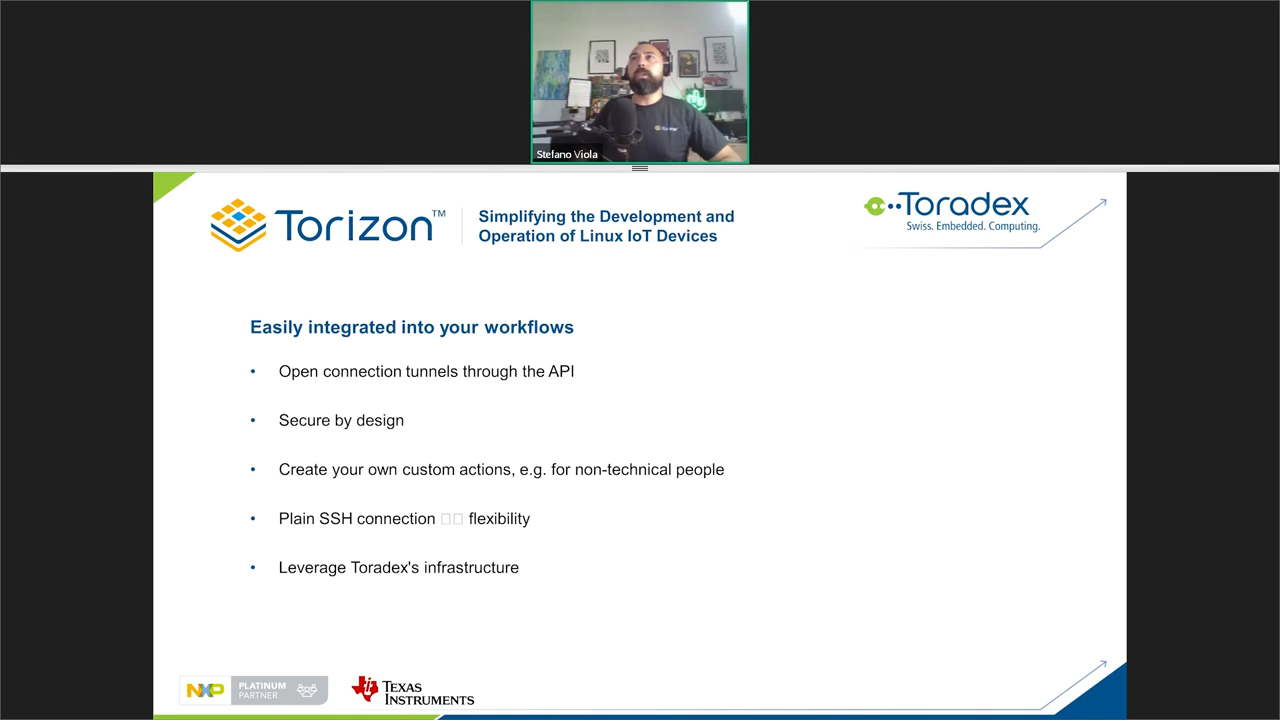 Stefano Viola
Torizon™
Simplifying the Development and
Operation of Linux IoT Devices
Toradex
Swiss. Embedded. Computing.
Easily integrated into your workflows
• Open connection tunnels through the API
• Secure by design
• Create your own custom actions, e.g. for non-technical people
• Plain SSH connection □□ flexibility
• Leverage Toradex's infrastructure
NXP PLATINUM
PARTNER
TEXAS
INSTRUMENTS